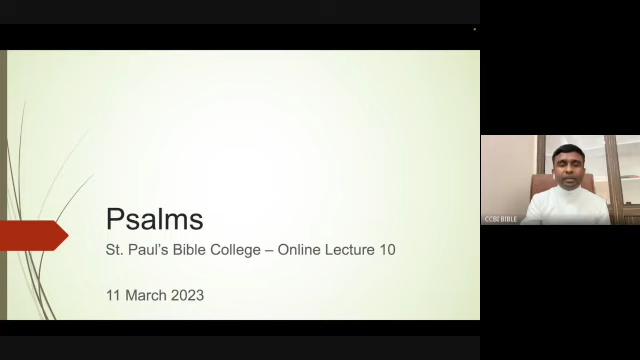 Psalms
St. Paul's Bible College – Online Lecture 10
11 March 2023
CCBI BIBLE